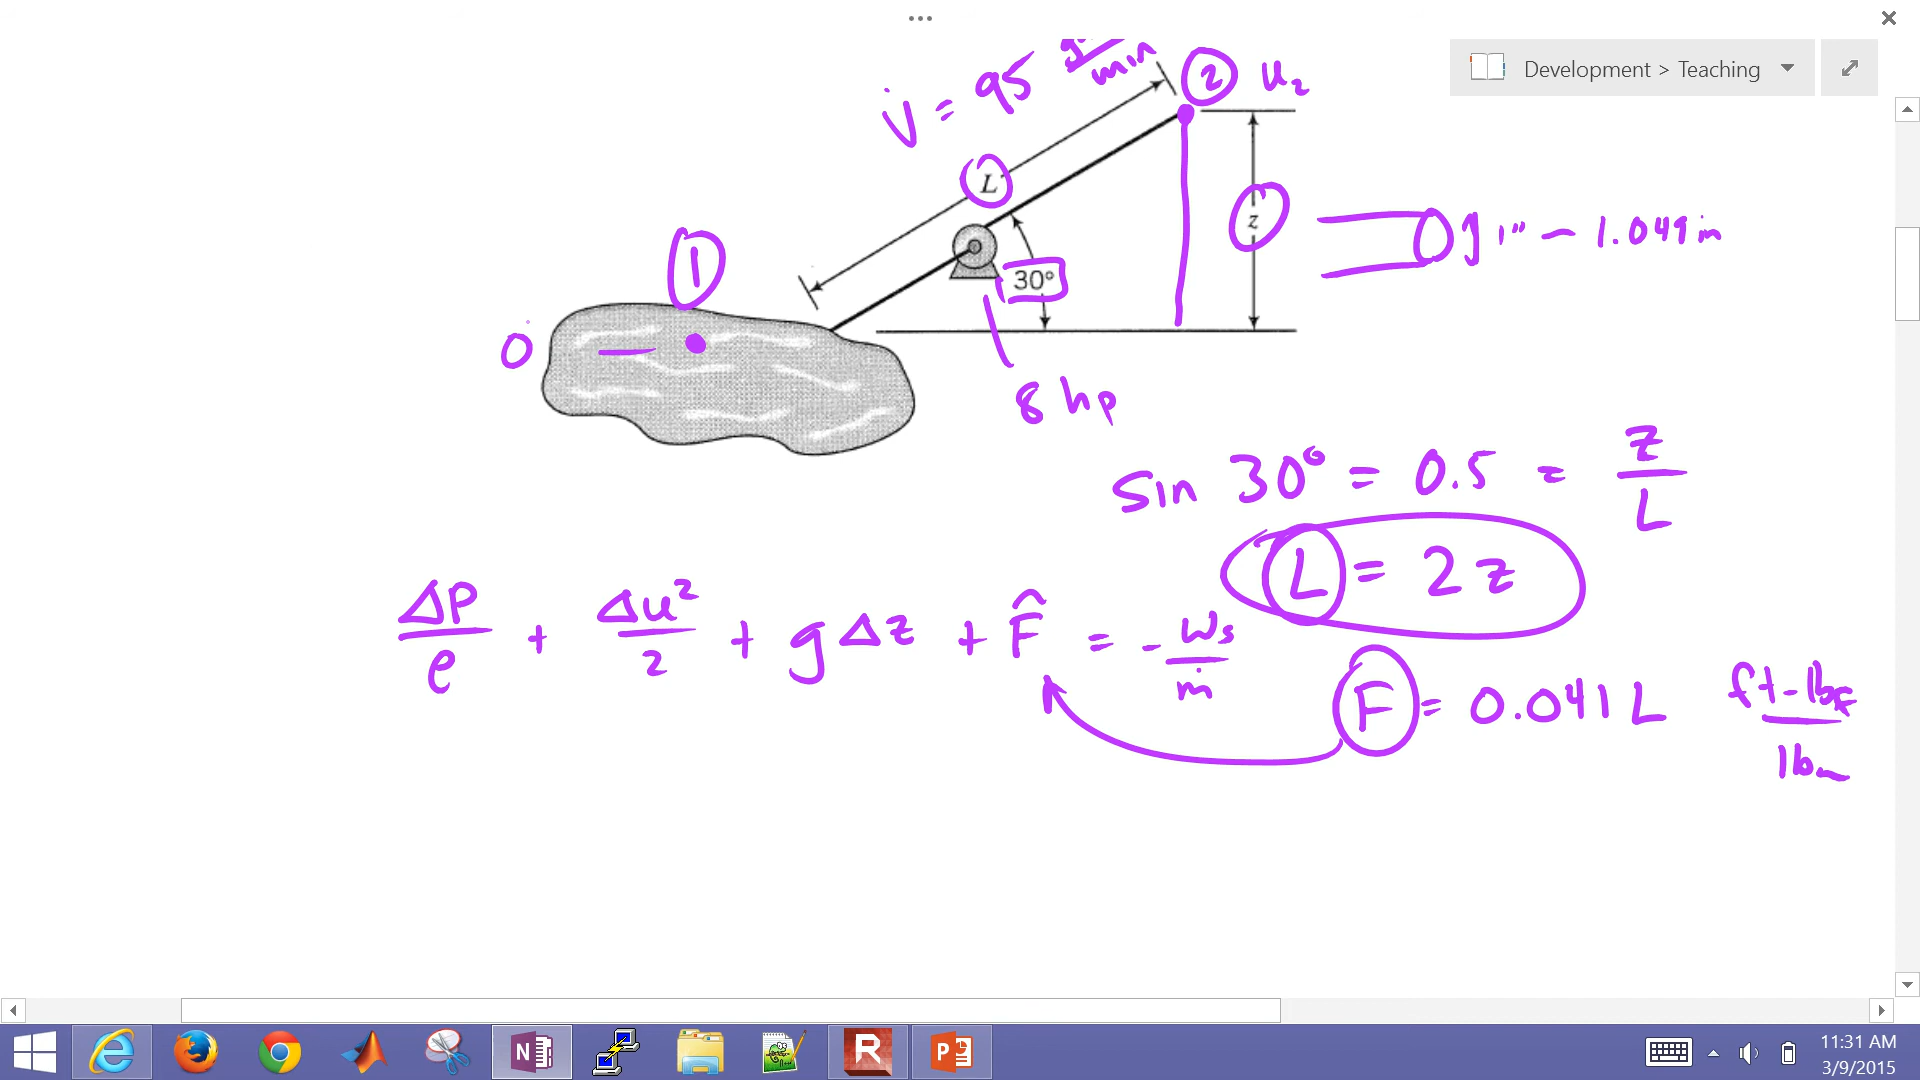 Development > Teaching
V̇ = 95
min
2 u₂
L
z
1" – 1.049 in
1
30°
0
8 hp
sin 30° = 0.5 = z/L
L = 2z
ΔP/ρ + Δu²/2 + gΔz + F̂ = -Ẇs/ṁ
F = 0.041 L ft-lbf/lbm
N
R
P
11:31 AM
3/9/2015